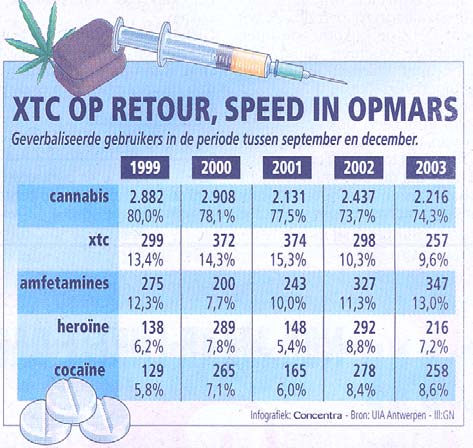 XTC OP RETOUR, SPEED IN OPMARS
Geverbaliseerde gebruikers in de periode tussen september en december.
1999 2000 2001 2002 2003
cannabis 2.882 2.908 2.131 2.437 2.216
80,0% 78,1% 77,5% 73,7% 74,3%
xtc 299 372 374 298 257
13,4% 14,3% 15,3% 10,3% 9,6%
amfetamines 275 200 243 327 347
12,3% 7,7% 10,0% 11,3% 13,0%
heroïne 138 289 148 292 216
6,2% 7,8% 5,4% 8,8% 7,2%
cocaïne 129 265 165 278 258
5,8% 7,1% 6,0% 8,4% 8,6%
Infografiek: Concentra - Bron: UIA Antwerpen - Ill:GN